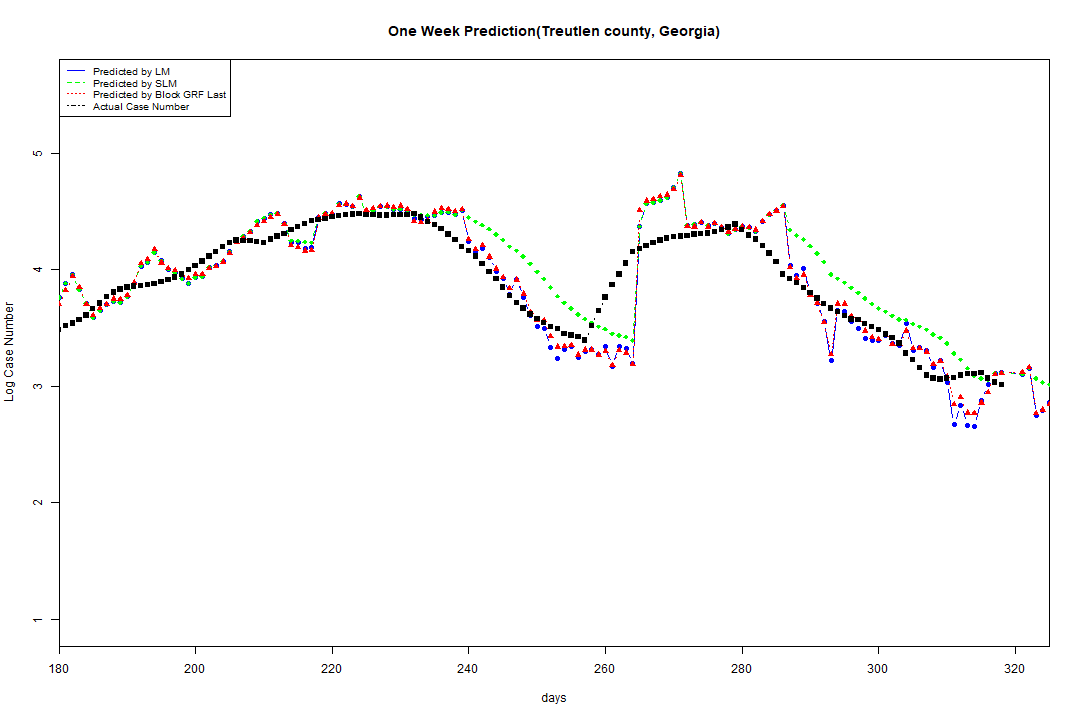 One Week Prediction(Treutlen county, Georgia)
Predicted by LM
Predicted by SLM
Predicted by Block GRF Last
Actual Case Number
Log Case Number
5
4
3
2
1
180 200 220 240 260 280 300 320
days